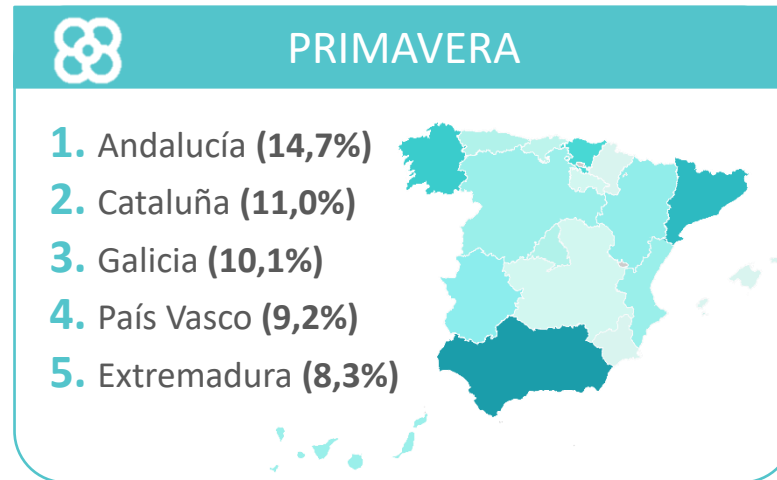 PRIMAVERA
1. Andalucía (14,7%)
2. Cataluña (11,0%)
3. Galicia (10,1%)
4. País Vasco (9,2%)
5. Extremadura (8,3%)